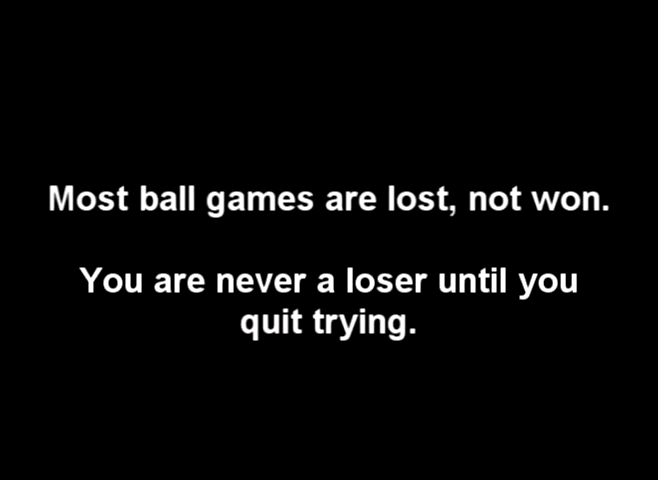 Most ball games are lost, not won.
You are never a loser until you
quit trying.